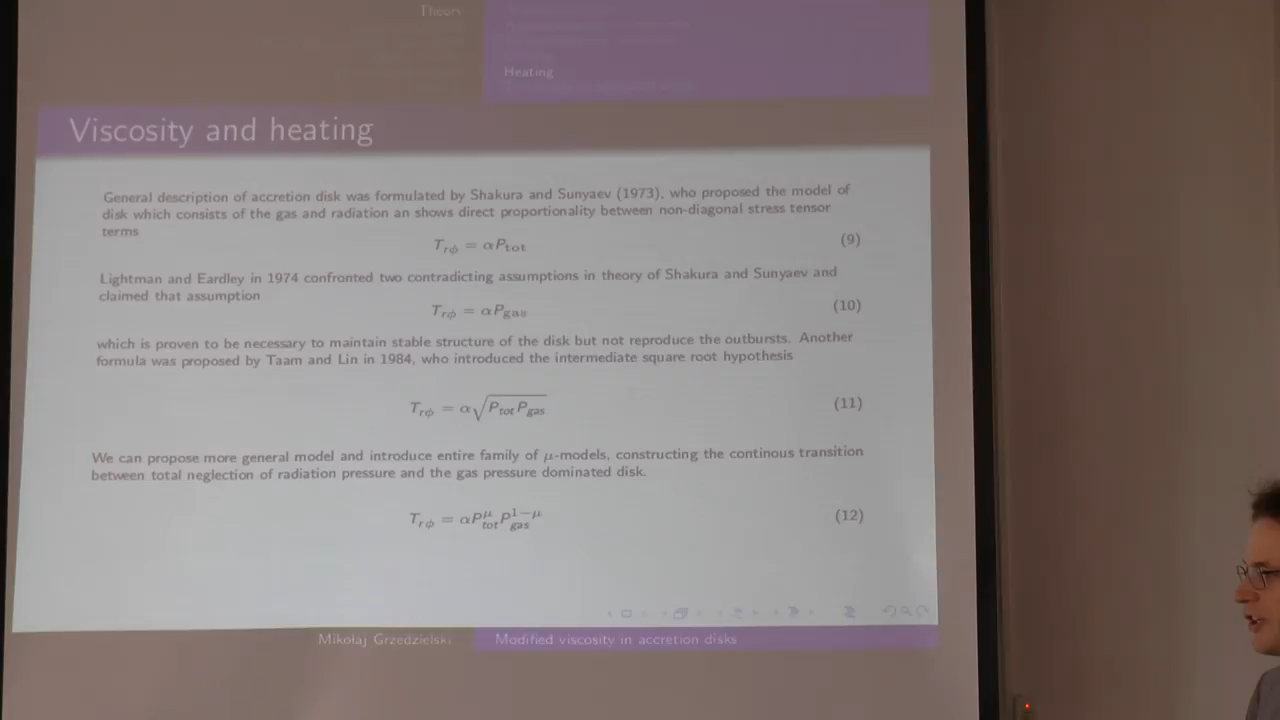 Theory
Heating
Viscosity and heating
General description of accretion disk was formulated by Shakura and Sunyaev (1973), who proposed the model of
disk which consists of the gas and radiation an shows direct proportionality between non-diagonal stress tensor
terms
T_{rϕ} = αP_{tot} (9)
Lightman and Eardley in 1974 confronted two contradicting assumptions in theory of Shakura and Sunyaev and
claimed that assumption
T_{rϕ} = αP_{gas} (10)
which is proven to be necessary to maintain stable structure of the disk but not reproduce the outbursts. Another
formula was proposed by Taam and Lin in 1984, who introduced the intermediate square root hypothesis
T_{rϕ} = α√(P_{tot}P_{gas}) (11)
We can propose more general model and introduce entire family of μ-models, constructing the continous transition
between total neglection of radiation pressure and the gas pressure dominated disk.
T_{rϕ} = αP_{tot}^{μ}P_{gas}^{1−μ} (12)
Mikołaj Grzedzielski Modified viscosity in accretion disks